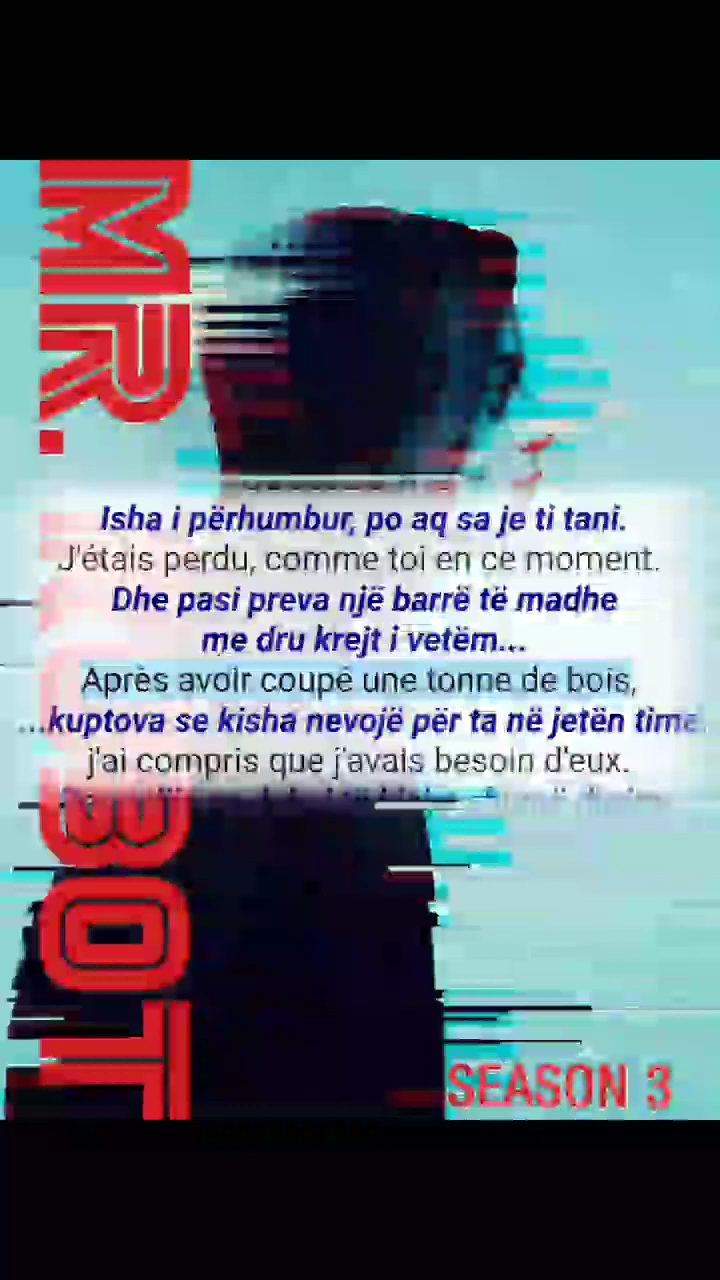 MR. R
BOT
Isha i përhumbur, po aq sa je ti tani.
J'étais perdu, comme toi en ce moment.
Dhe pasi preva një barrë të madhe
me dru krejt i vetëm...
Après avoir coupé une tonne de bois,
...kuptova se kisha nevojë për ta në jetën time.
j'ai compris que j'avais besoin d'eux.
SEASON 3